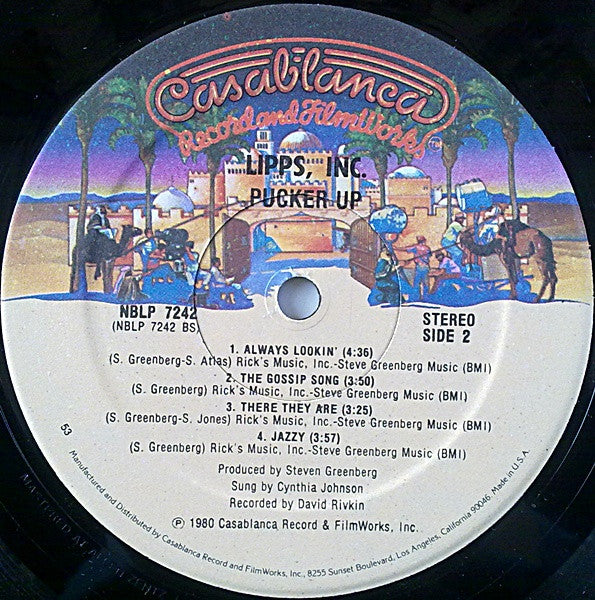 Casablanca
Record and FilmWorks
LIPPS, INC.
PUCKER UP
NBLP 7242
(NBLP 7242 BS)
STEREO
SIDE 2
1. ALWAYS LOOKIN' (4:36)
(S. Greenberg-S. Atlas) Rick's Music, Inc.-Steve Greenberg Music (BMI)
2. THE GOSSIP SONG (3:50)
(S. Greenberg) Rick's Music, Inc.-Steve Greenberg Music (BMI)
3. THERE THEY ARE (3:25)
(S. Greenberg-S. Jones) Rick's Music, Inc.-Steve Greenberg Music (BMI)
4. JAZZY (3:57)
(S. Greenberg) Rick's Music, Inc.-Steve Greenberg Music (BMI)
Produced by Steven Greenberg
Sung by Cynthia Johnson
Recorded by David Rivkin
℗ 1980 Casablanca Record & FilmWorks, Inc.
53
Manufactured and Distributed by Casablanca Record and FilmWorks, Inc., 8255 Sunset Boulevard, Los Angeles, California 90046. Made in U.S.A.